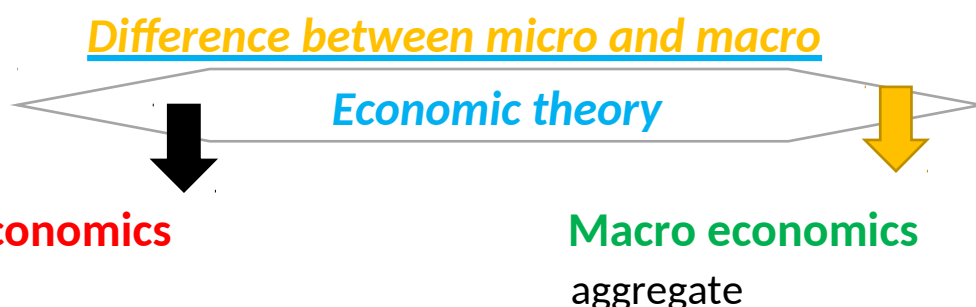 Difference between micro and macro
Economic theory
conomics
Macro economics
aggregate